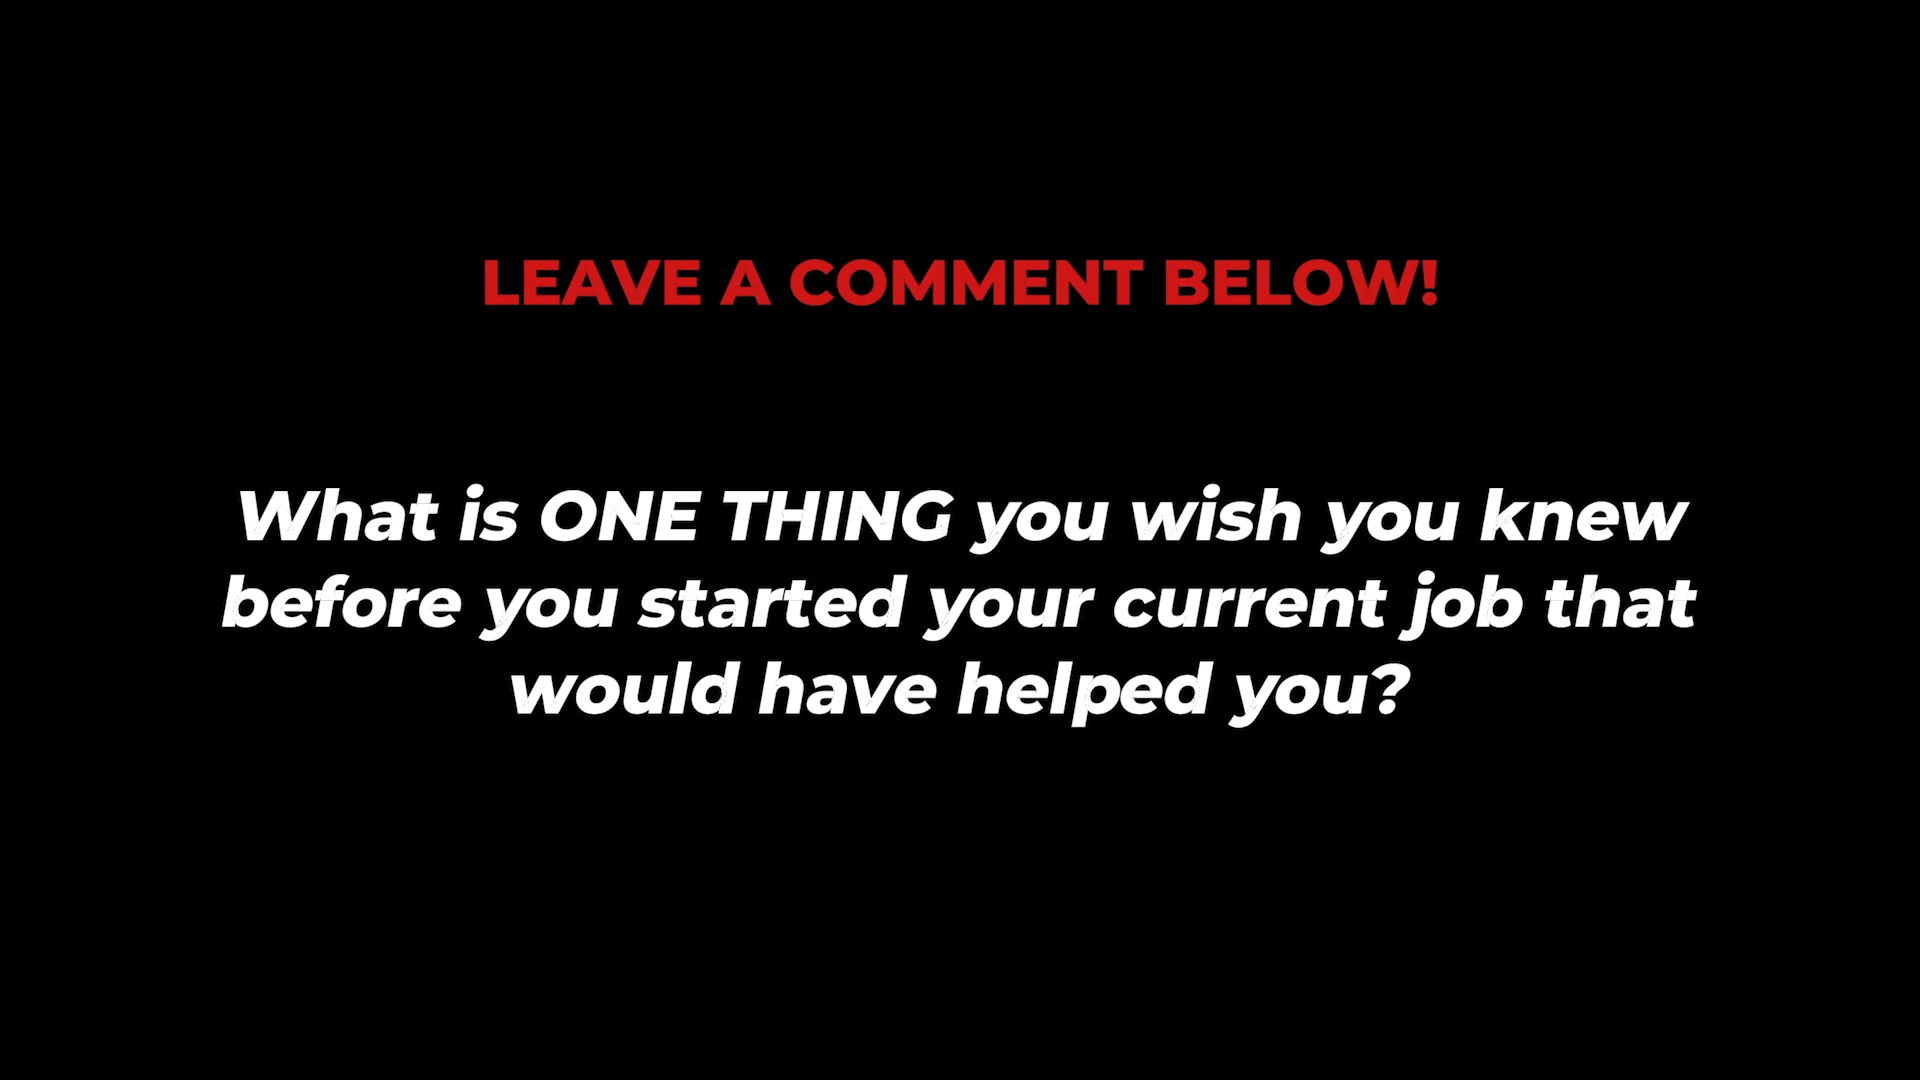 LEAVE A COMMENT BELOW!
What is ONE THING you wish you knew
before you started your current job that
would have helped you?